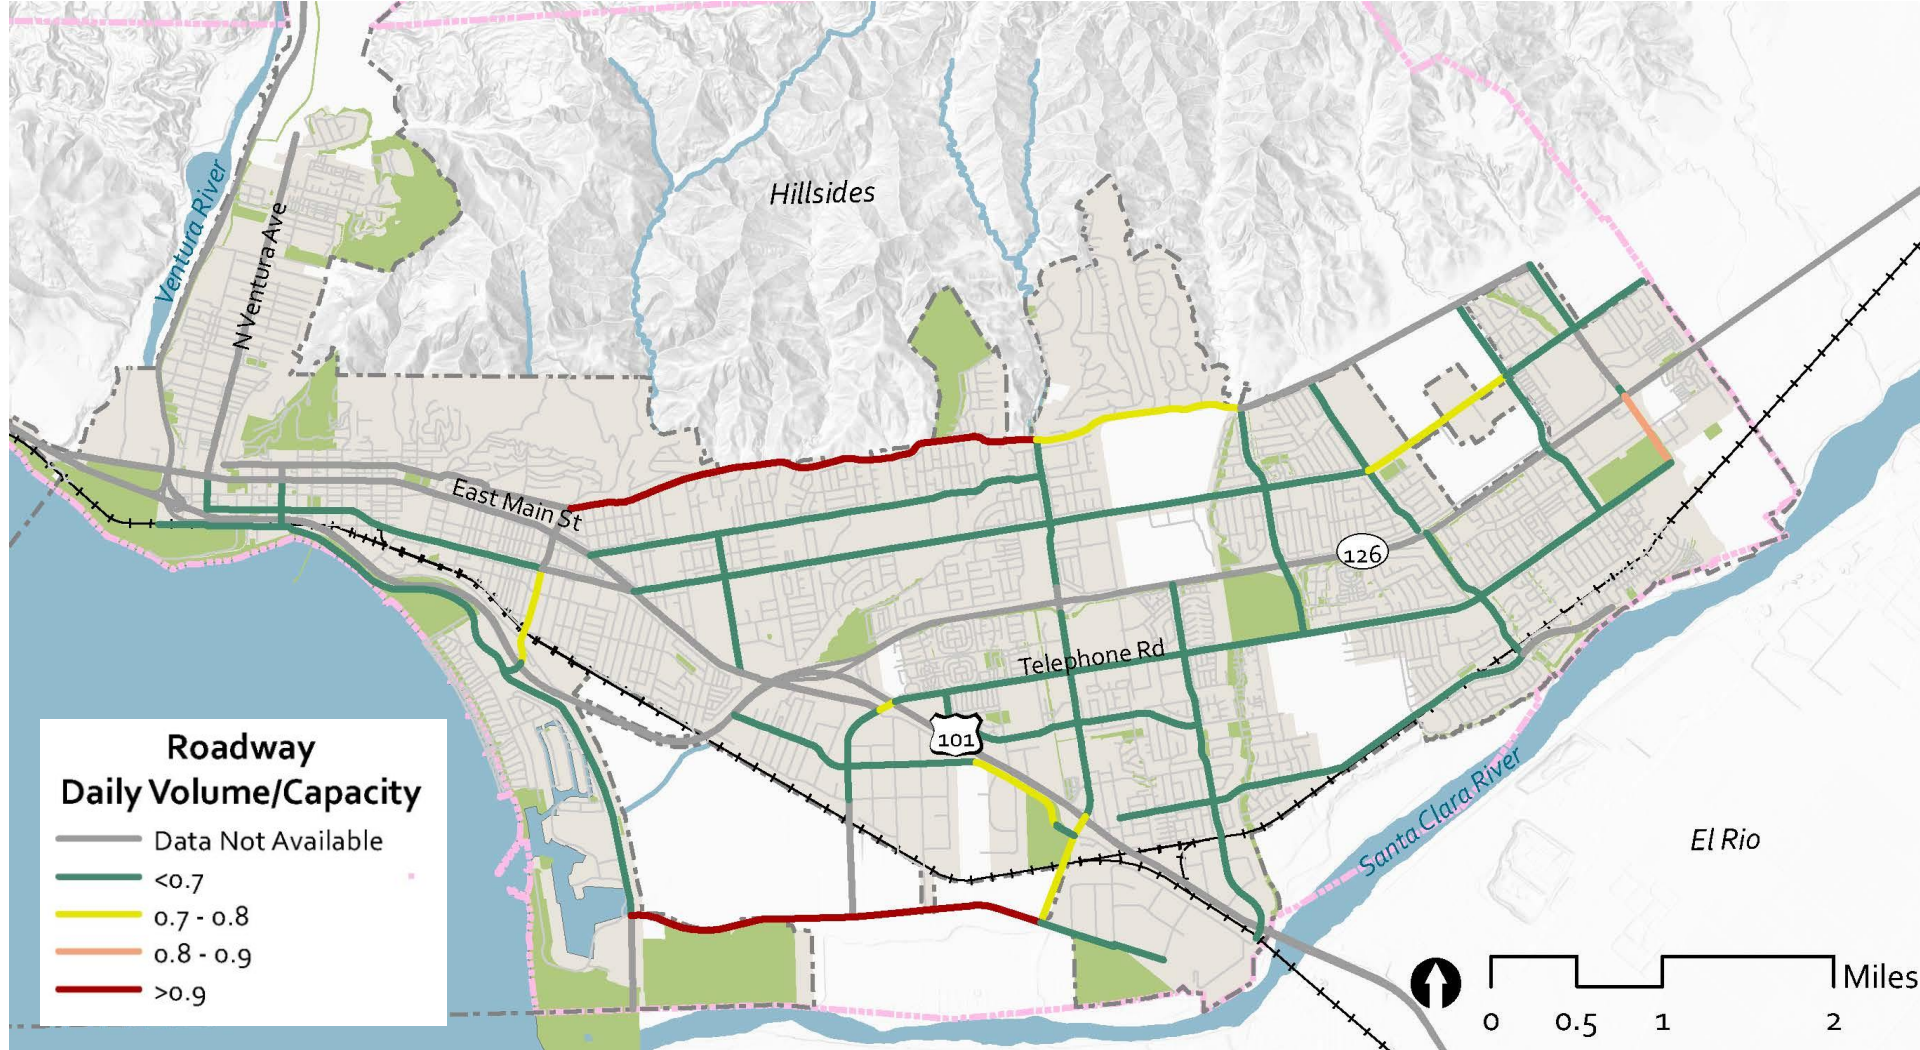 Ventura River
N Ventura Ave
Hillsides
East Main St
126
Telephone Rd
101
Santa Clara River
El Rio
Roadway
Daily Volume/Capacity
Data Not Available
<0.7
0.7 - 0.8
0.8 - 0.9
>0.9
Miles
0 0.5 1 2